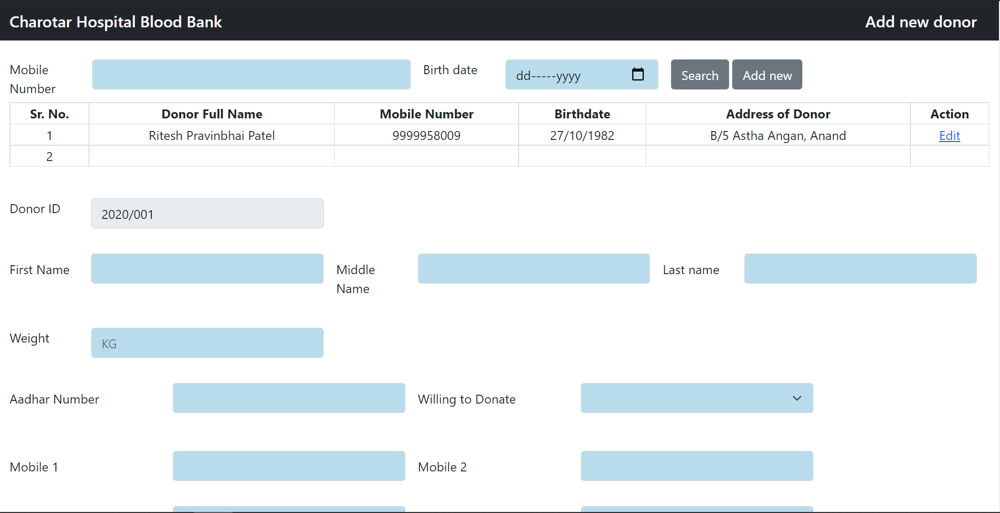 Charotar Hospital Blood Bank
Add new donor
Mobile
Number
Birth date
dd-----yyyy
Search
Add new
Sr. No. Donor Full Name Mobile Number Birthdate Address of Donor Action
1 Ritesh Pravinbhai Patel 9999958009 27/10/1982 B/5 Astha Angan, Anand Edit
2
Donor ID
2020/001
First Name
Middle
Name
Last name
Weight
KG
Aadhar Number
Willing to Donate
Mobile 1
Mobile 2